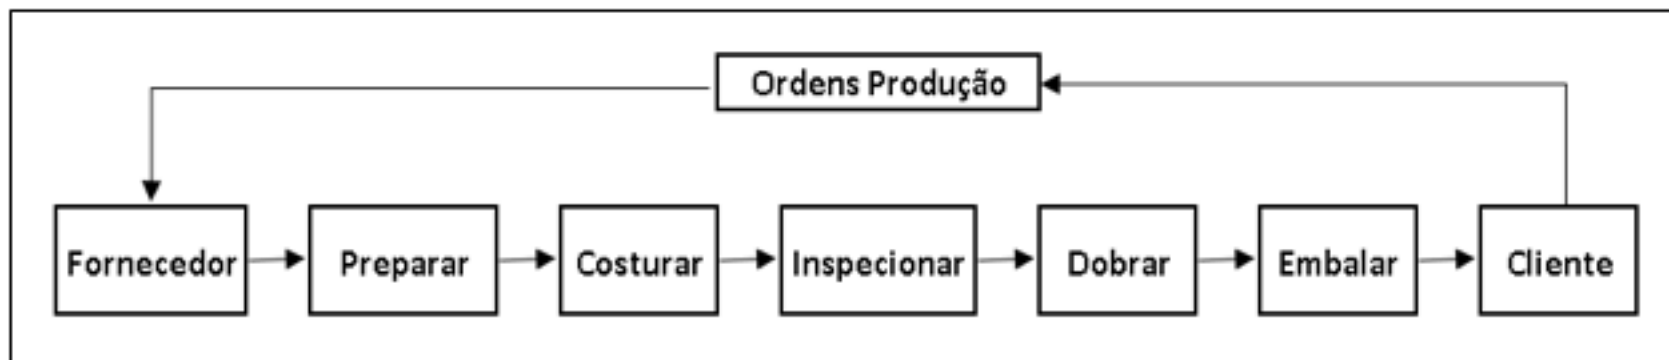 Ordens Produção
Fornecedor
Preparar
Costurar
Inspecionar
Dobrar
Embalar
Cliente